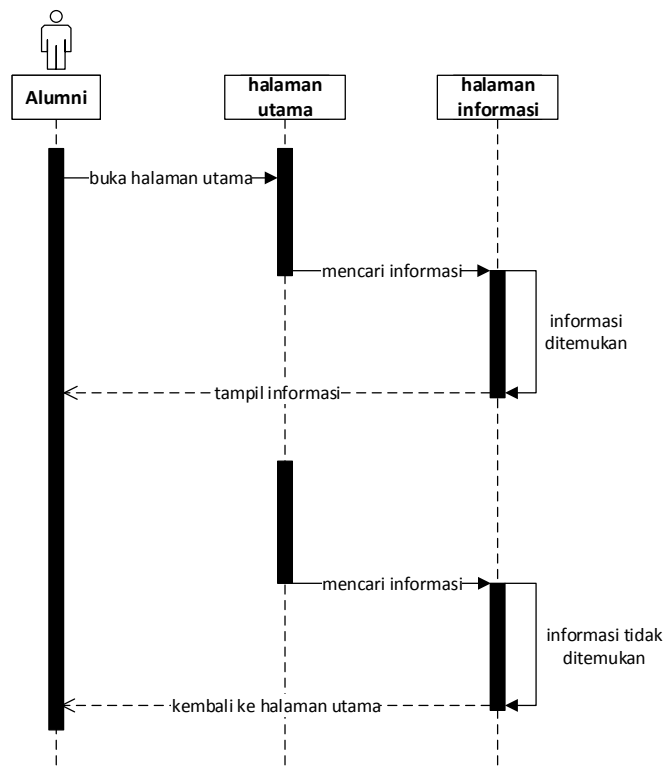 Alumni
halaman
utama
halaman
informasi
buka halaman utama
mencari informasi
informasi
ditemukan
tampil informasi
mencari informasi
informasi tidak
ditemukan
kembali ke halaman utama